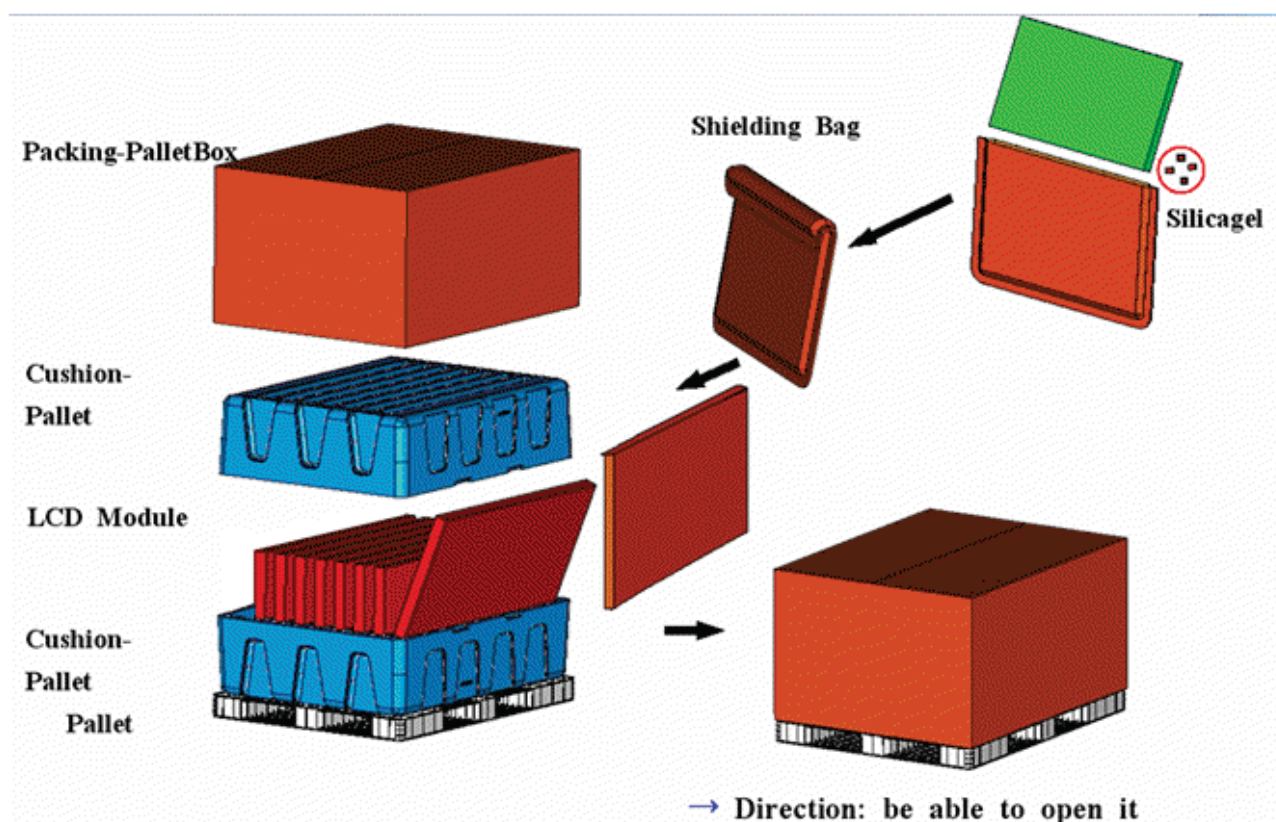 Shielding Bag
Packing-PalletBox
Silicagel
Cushion-
Pallet
LCD Module
Cushion-
Pallet
Pallet
→ Direction: be able to open it